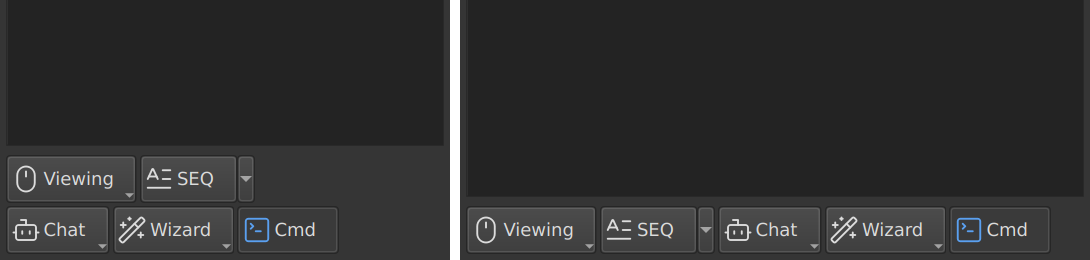 Viewing SEQ
Chat Wizard Cmd
Viewing SEQ Chat Wizard Cmd